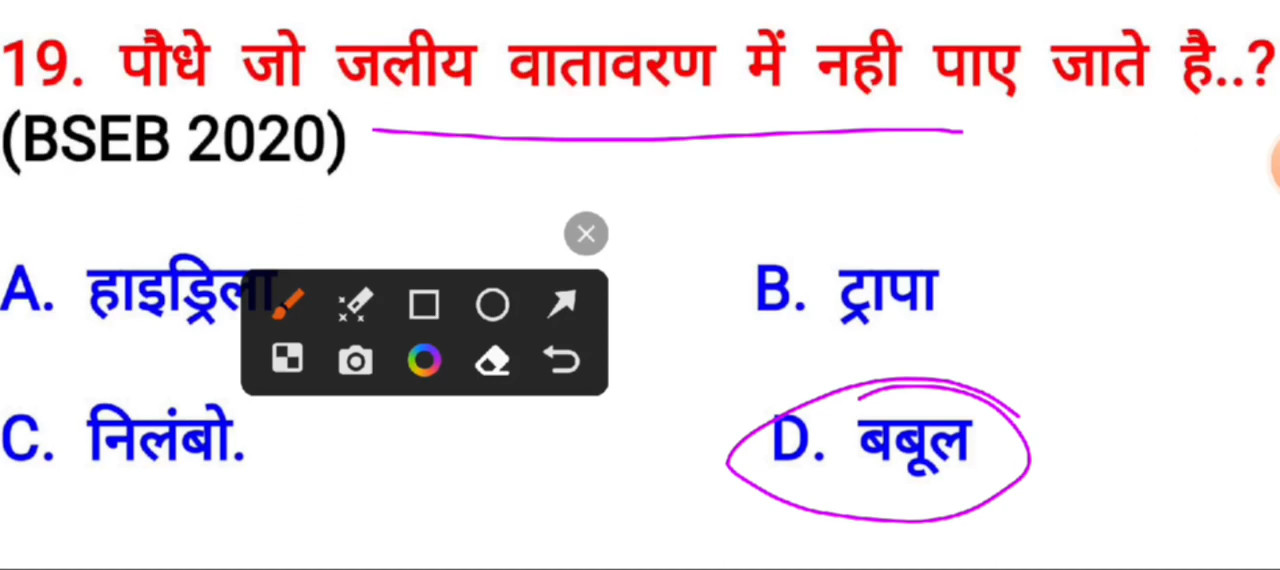 19. पौधे जो जलीय वातावरण में नही पाए जाते है..?
(BSEB 2020)
A. हाइड्रिला
B. ट्रापा
C. निलंबो.
D. बबूल